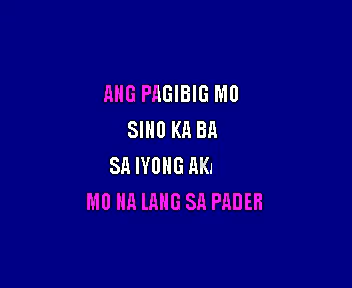 ANG PAGIBIG MO
SINO KA BA
SA IYONG
MO NA LANG SA PADER